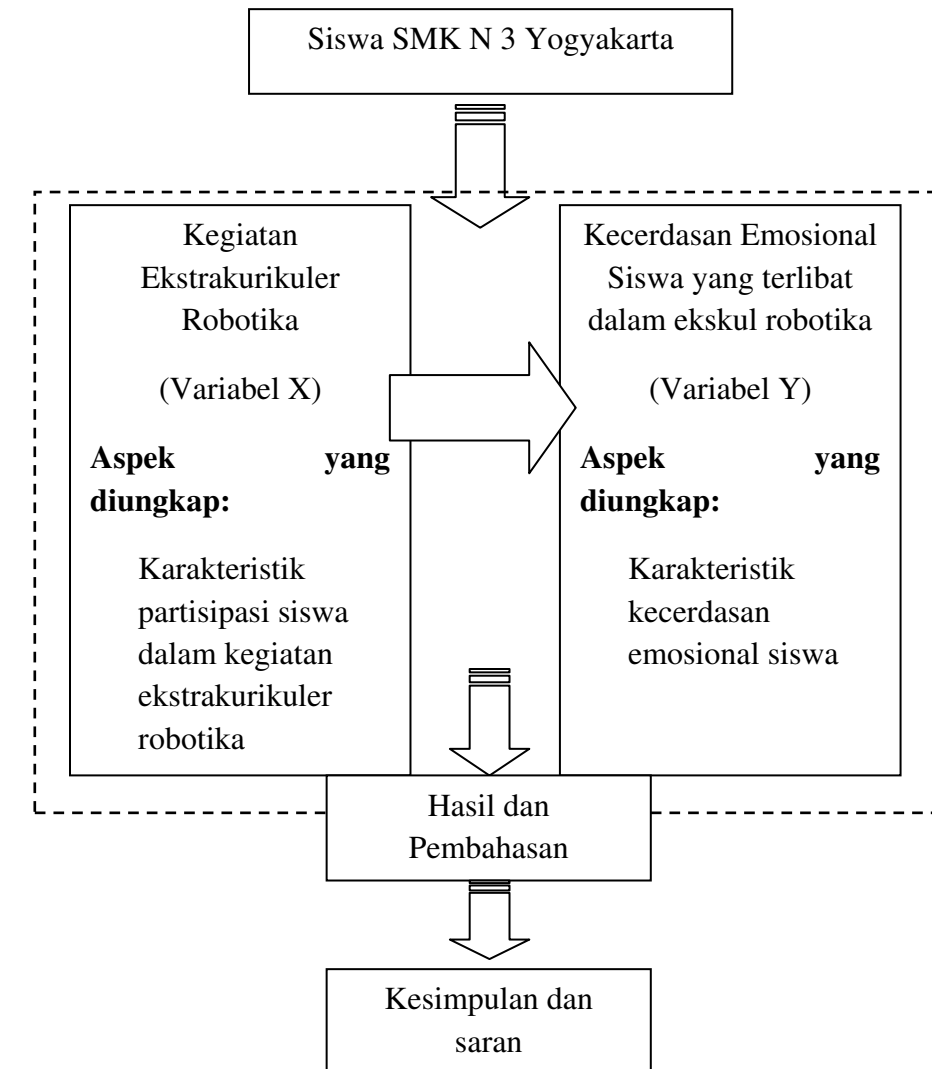 Siswa SMK N 3 Yogyakarta
Kegiatan
Ekstrakurikuler
Robotika
(Variabel X)
Aspek yang
diungkap:
Karakteristik
partisipasi siswa
dalam kegiatan
ekstrakurikuler
robotika
Kecerdasan Emosional
Siswa yang terlibat
dalam ekskul robotika
(Variabel Y)
Aspek yang
diungkap:
Karakteristik
kecerdasan
emosional siswa
Hasil dan
Pembahasan
Kesimpulan dan
saran